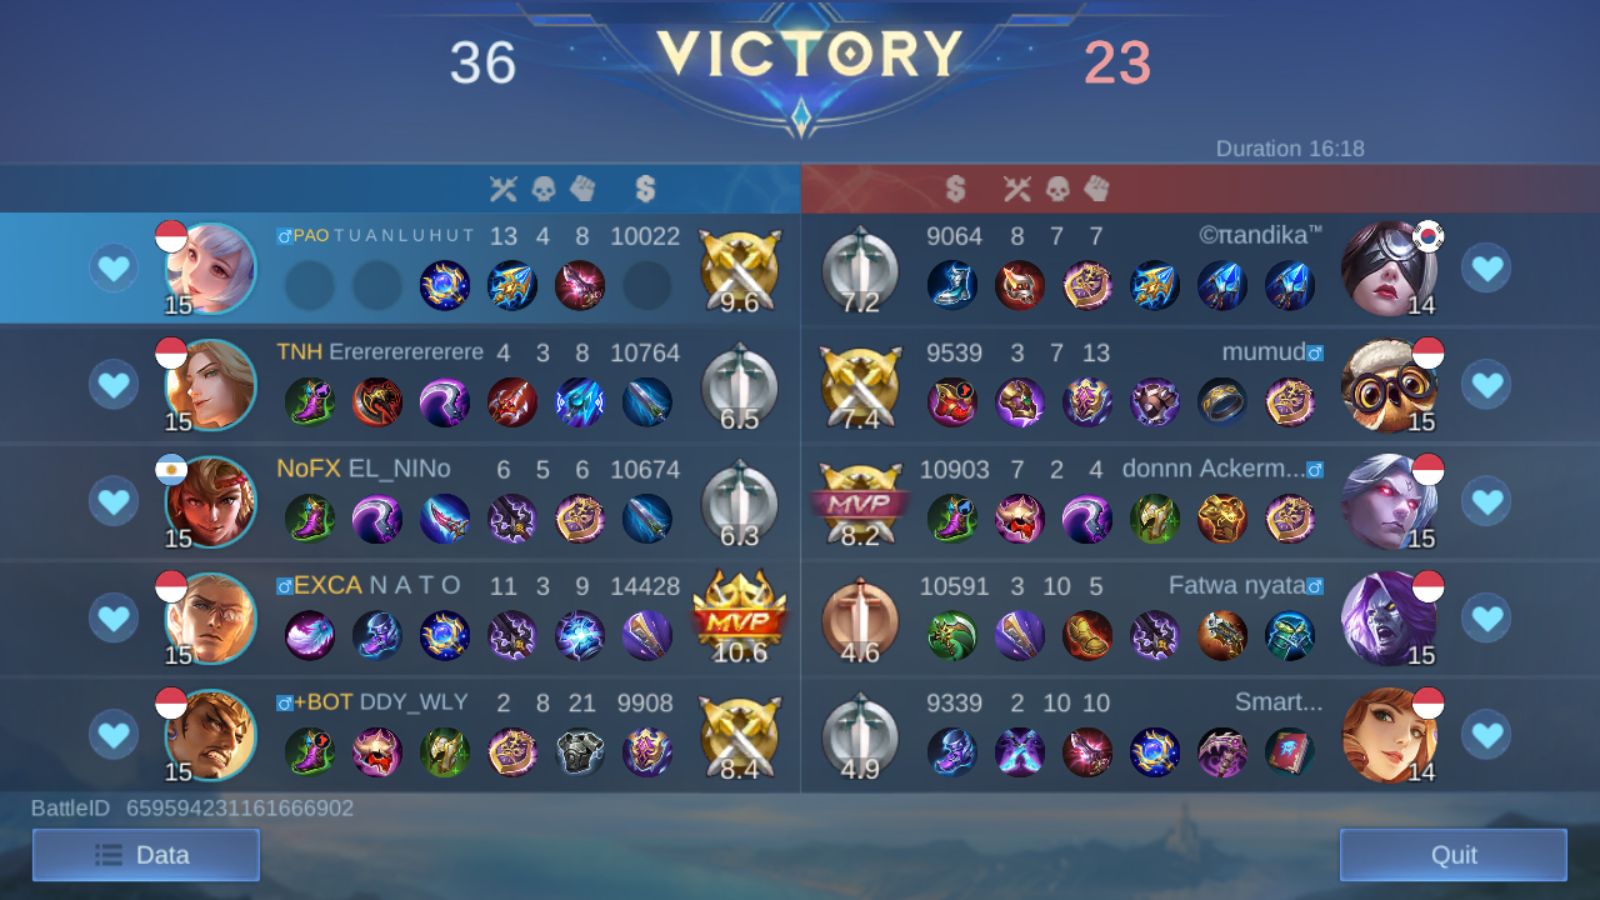 36 VICTORY 23
Duration 16:18
PAO T U A N L U H U T 13 4 8 10022
15 9.6
TNH Erererererererere 4 3 8 10764
15 6.5
NoFX EL_NINo 6 5 6 10674
15 6.3
EXCA N A T O 11 3 9 14428
MVP
15 10.6
+BOT DDY_WLY 2 8 21 9908
15 8.4
9064 8 7 7 ©πandika™
7.2 14
9539 3 7 13 mumud
7.4 15
10903 7 2 4 donnn Ackerm...
MVP
8.2 15
10591 3 10 5 Fatwa nyata
4.6 15
9339 2 10 10 Smart...
4.9 14
BattleID 659594231161666902
Data
Quit